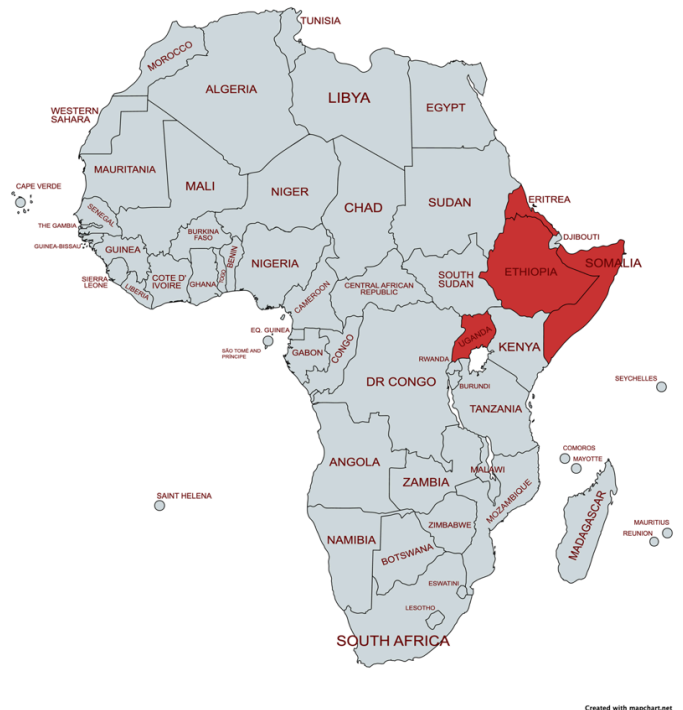 TUNISIA
MOROCCO
ALGERIA
LIBYA
EGYPT
WESTERN
SAHARA
MAURITANIA
MALI
NIGER
CHAD
SUDAN
ERITREA
CAPE VERDE
SENEGAL
THE GAMBIA
GUINEA-BISSAU
GUINEA
BURKINA
FASO
BENIN
NIGERIA
DJIBOUTI
SOMALIA
ETHIOPIA
SOUTH
SUDAN
SIERRA
LEONE
LIBERIA
COTE D'
IVOIRE
GHANA
TOGO
CAMEROON
CENTRAL AFRICAN
REPUBLIC
EQ. GUINEA
SÃO TOMÉ AND
PRÍNCIPE
GABON
CONGO
UGANDA
KENYA
RWANDA
DR CONGO
BURUNDI
SEYCHELLES
TANZANIA
COMOROS
MAYOTTE
ANGOLA
ZAMBIA
MALAWI
MOZAMBIQUE
SAINT HELENA
MADAGASCAR
MAURITIUS
REUNION
NAMIBIA
ZIMBABWE
BOTSWANA
ESWATINI
LESOTHO
SOUTH AFRICA
Created with mapchart.net